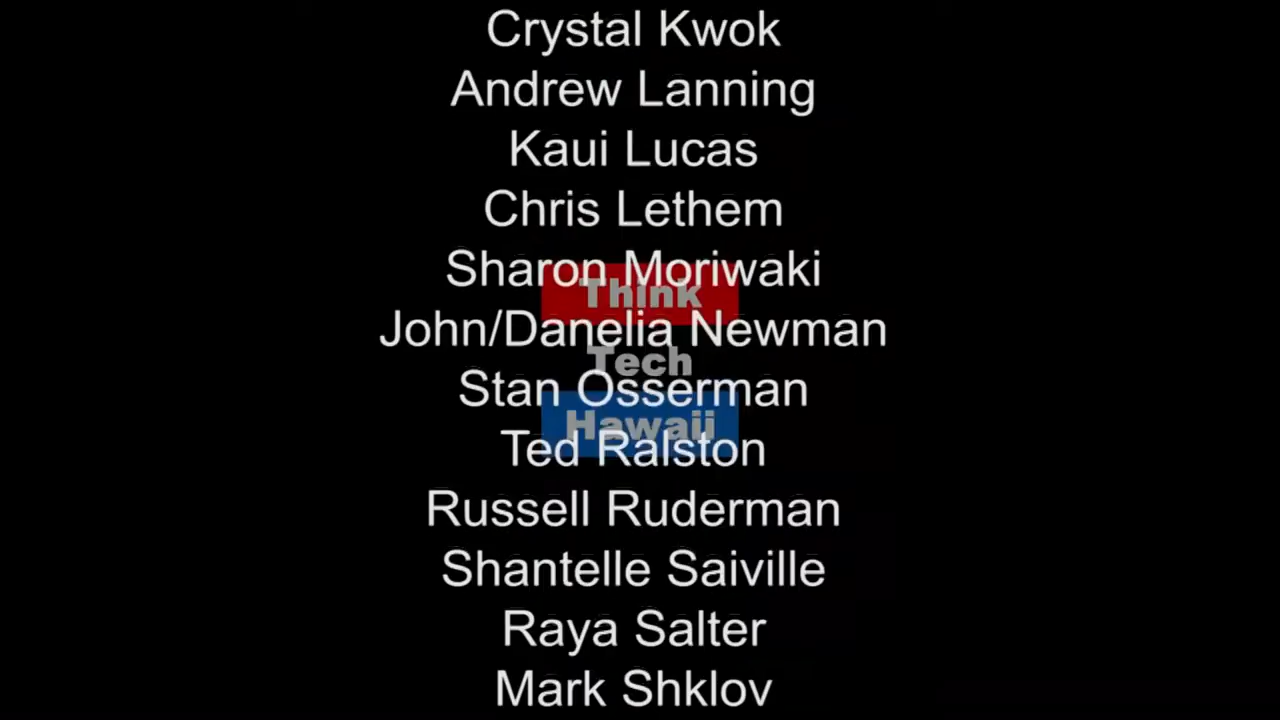 Crystal Kwok
Andrew Lanning
Kaui Lucas
Chris Lethem
Sharon Moriwaki
Think
John/Danelia Newman
Tech
Stan Osserman
Hawaii
Ted Ralston
Russell Ruderman
Shantelle Saiville
Raya Salter
Mark Shklov